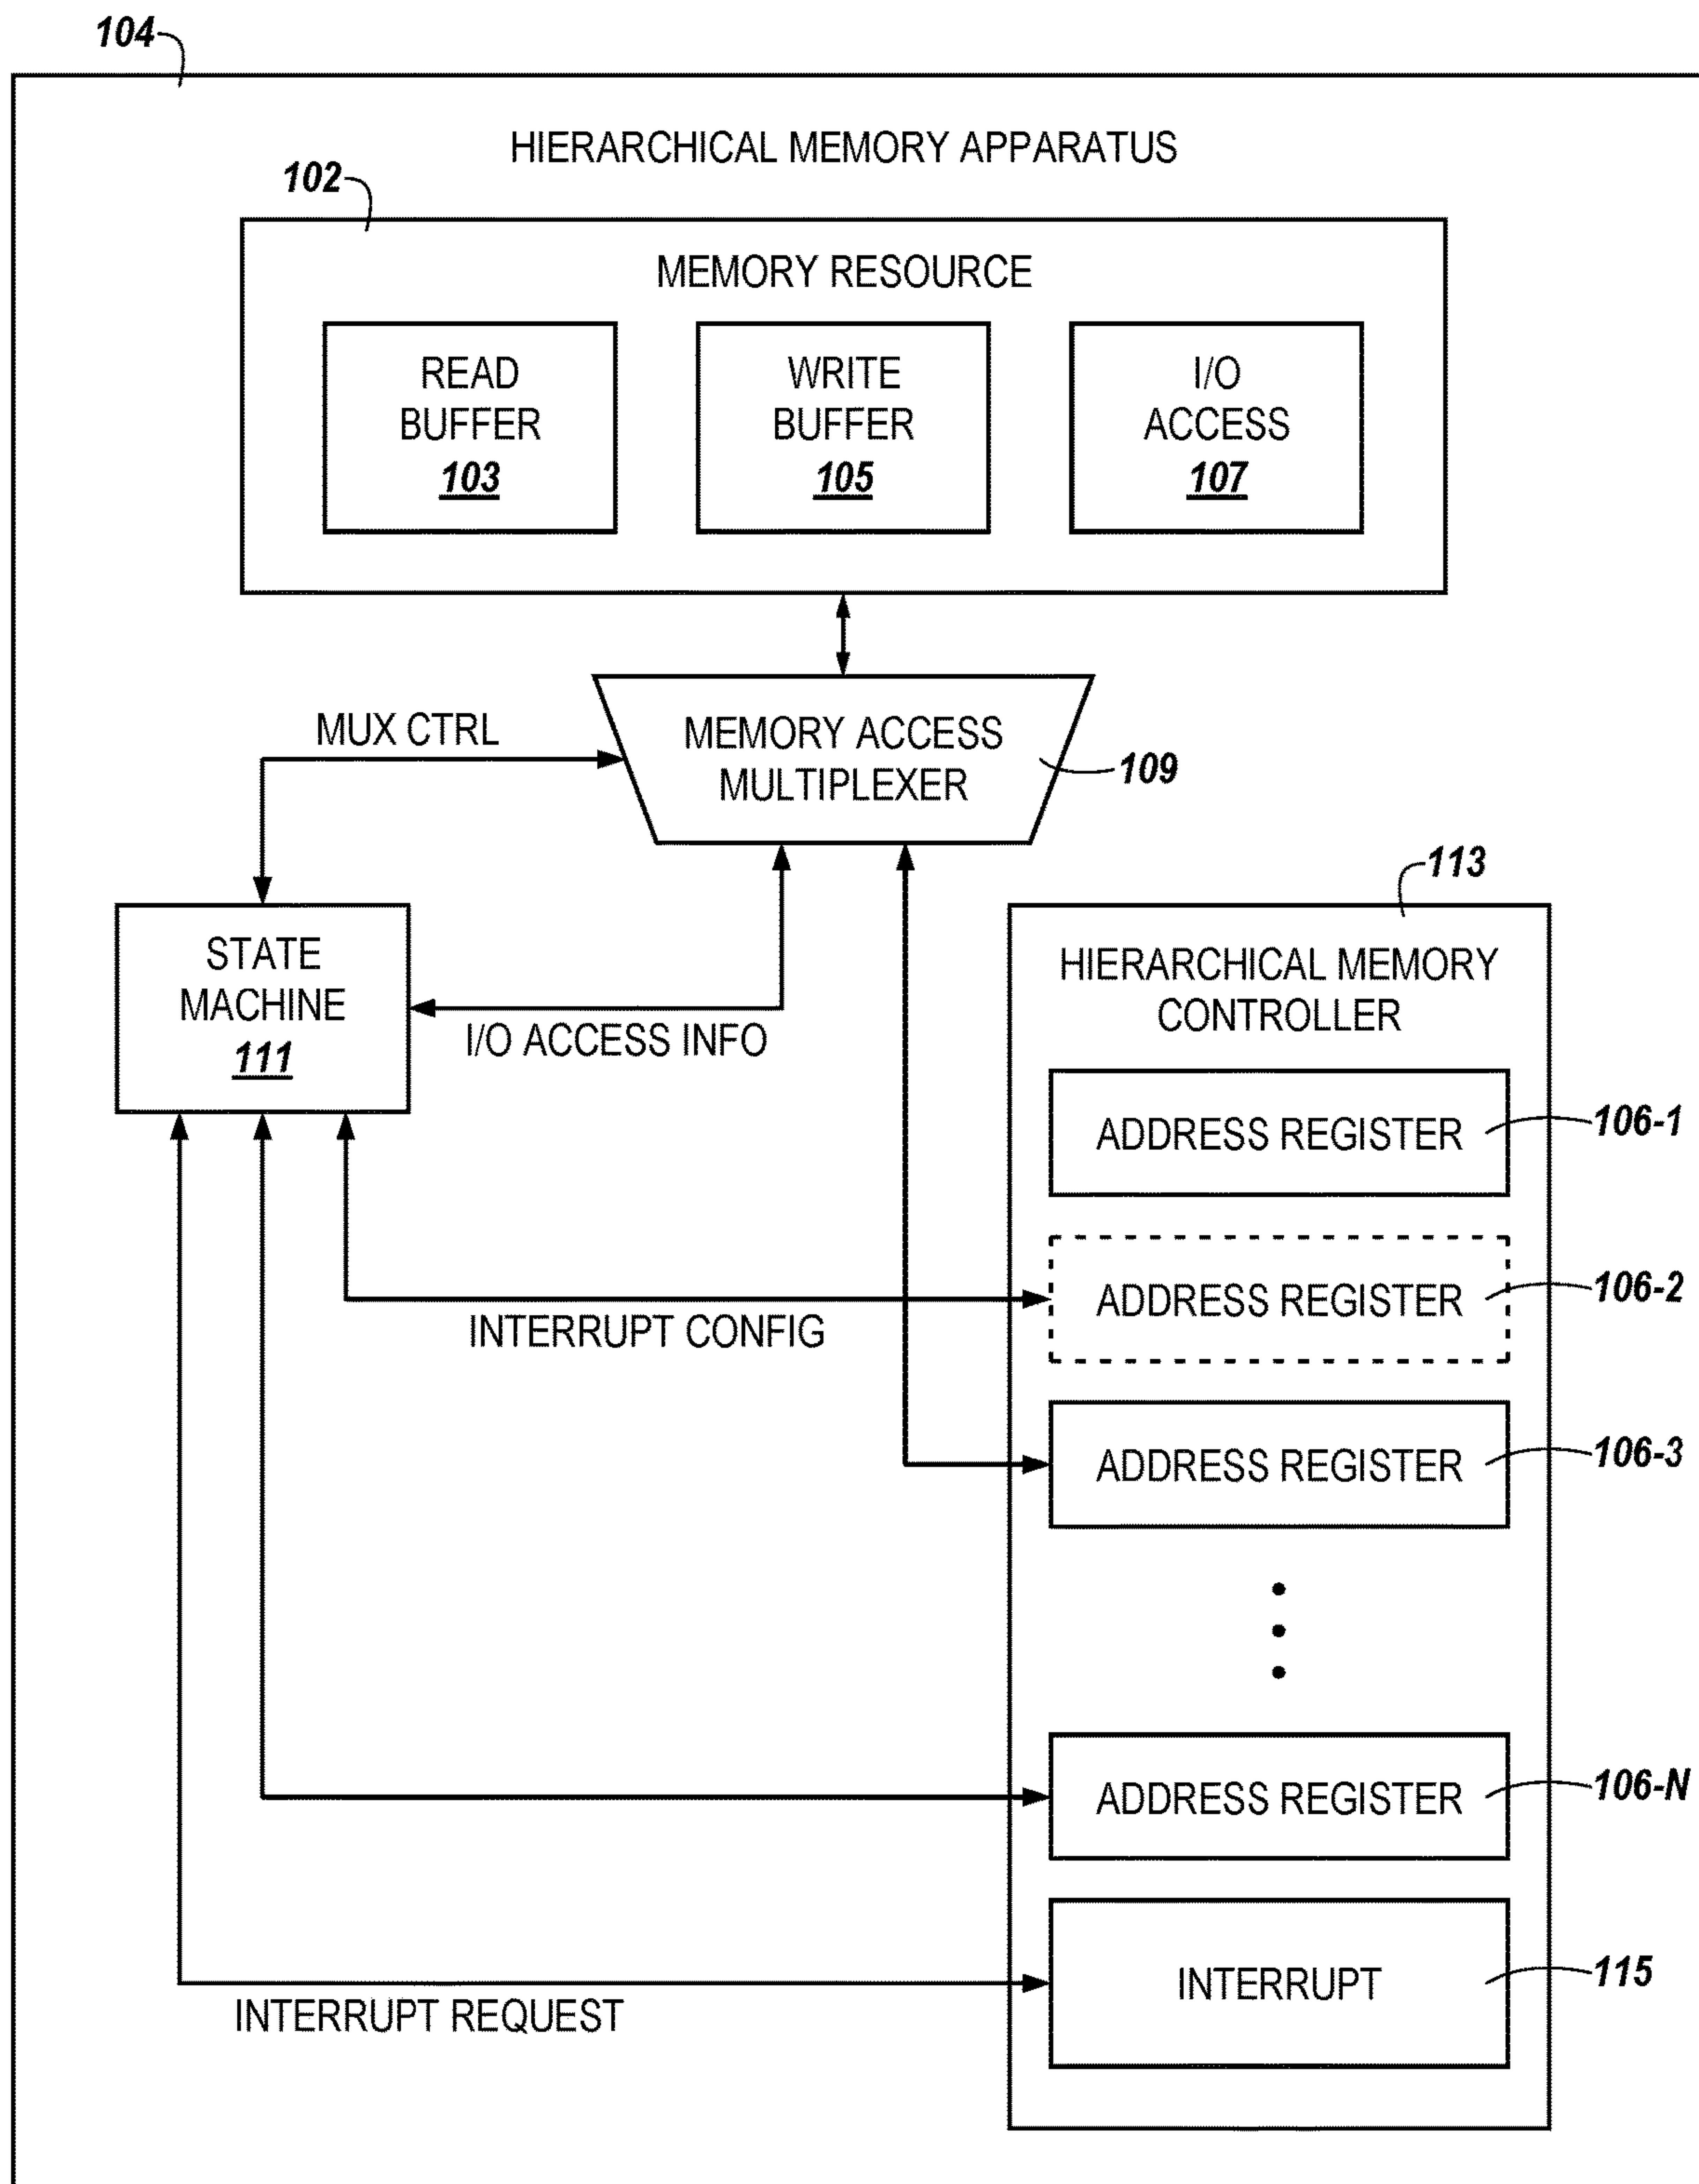 104
HIERARCHICAL MEMORY APPARATUS
102
MEMORY RESOURCE
READ
BUFFER
103
WRITE
BUFFER
105
I/O
ACCESS
107
MUX CTRL
MEMORY ACCESS
MULTIPLEXER
109
STATE
MACHINE
111
I/O ACCESS INFO
113
HIERARCHICAL MEMORY
CONTROLLER
ADDRESS REGISTER
106-1
ADDRESS REGISTER
106-2
INTERRUPT CONFIG
ADDRESS REGISTER
106-3
ADDRESS REGISTER
106-N
INTERRUPT
115
INTERRUPT REQUEST